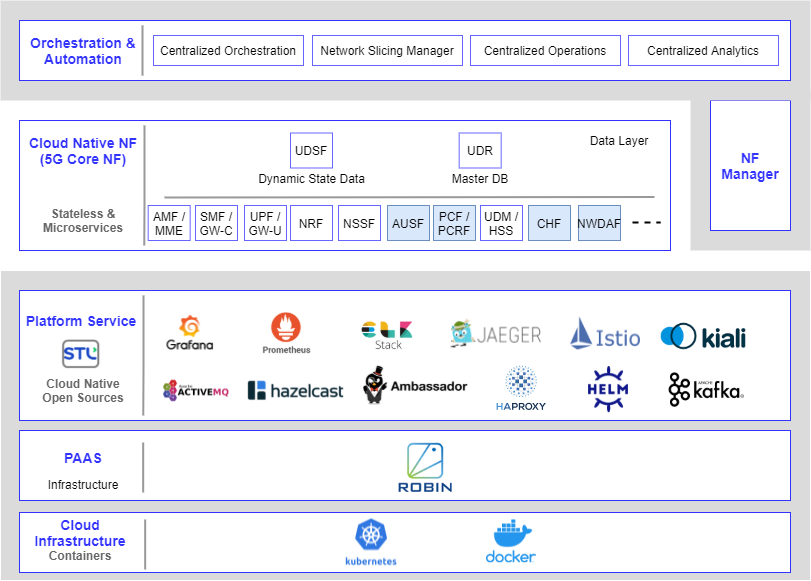 Orchestration &
Automation
Centralized Orchestration
Network Slicing Manager
Centralized Operations
Centralized Analytics
Cloud Native NF
(5G Core NF)
UDSF
UDR
Data Layer
Dynamic State Data
Master DB
NF
Manager
Stateless &
Microservices
AMF /
MME
SMF /
GW-C
UPF /
GW-U
NRF
NSSF
AUSF
PCF /
PCRF
UDM /
HSS
CHF
NWDAF
Platform Service
STL
Cloud Native
Open Sources
Grafana
Prometheus
ELK
Stack
JAEGER
Istio
kiali
APACHE
ACTIVEMQ
hazelcast
Ambassador
HAPROXY
HELM
APACHE
kafka
PAAS
Infrastructure
ROBIN
Cloud
Infrastructure
Containers
kubernetes
docker